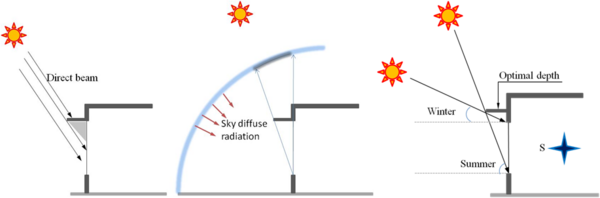 Direct beam
Sky diffuse
radiation
Optimal depth
Winter
S
Summer